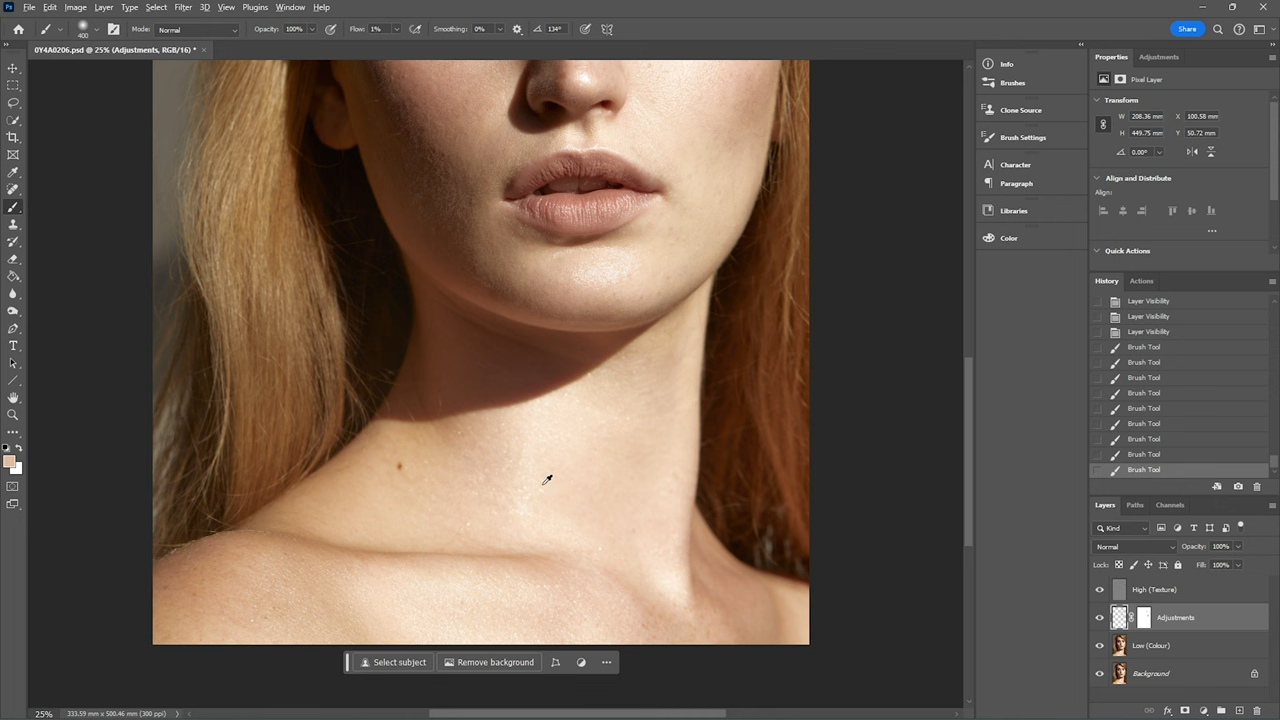 Ps File Edit Image Layer Type Select Filter 3D View Plugins Window Help
400 Mode: Normal Opacity: 100% Flow: 1% Smoothing: 0% 134° Share
0Y4A0206.psd @ 25% (Adjustments, RGB/16) * ×
Info
Brushes
Clone Source
Brush Settings
Character
Paragraph
Libraries
Color
Properties Adjustments
Pixel Layer
Transform
W 208.36 mm X 100.58 mm
H 449.75 mm Y 50.72 mm
0.00°
Align and Distribute
Align:
Quick Actions
History Actions
Layer Visibility
Layer Visibility
Layer Visibility
Brush Tool
Brush Tool
Brush Tool
Brush Tool
Brush Tool
Brush Tool
Brush Tool
Brush Tool
Brush Tool
Layers Paths Channels
Kind
Normal Opacity: 100%
Lock: Fill: 100%
High (Texture)
Adjustments
Low (Colour)
Background
Select subject Remove background
25% 333.59 mm x 500.46 mm (300 ppi)